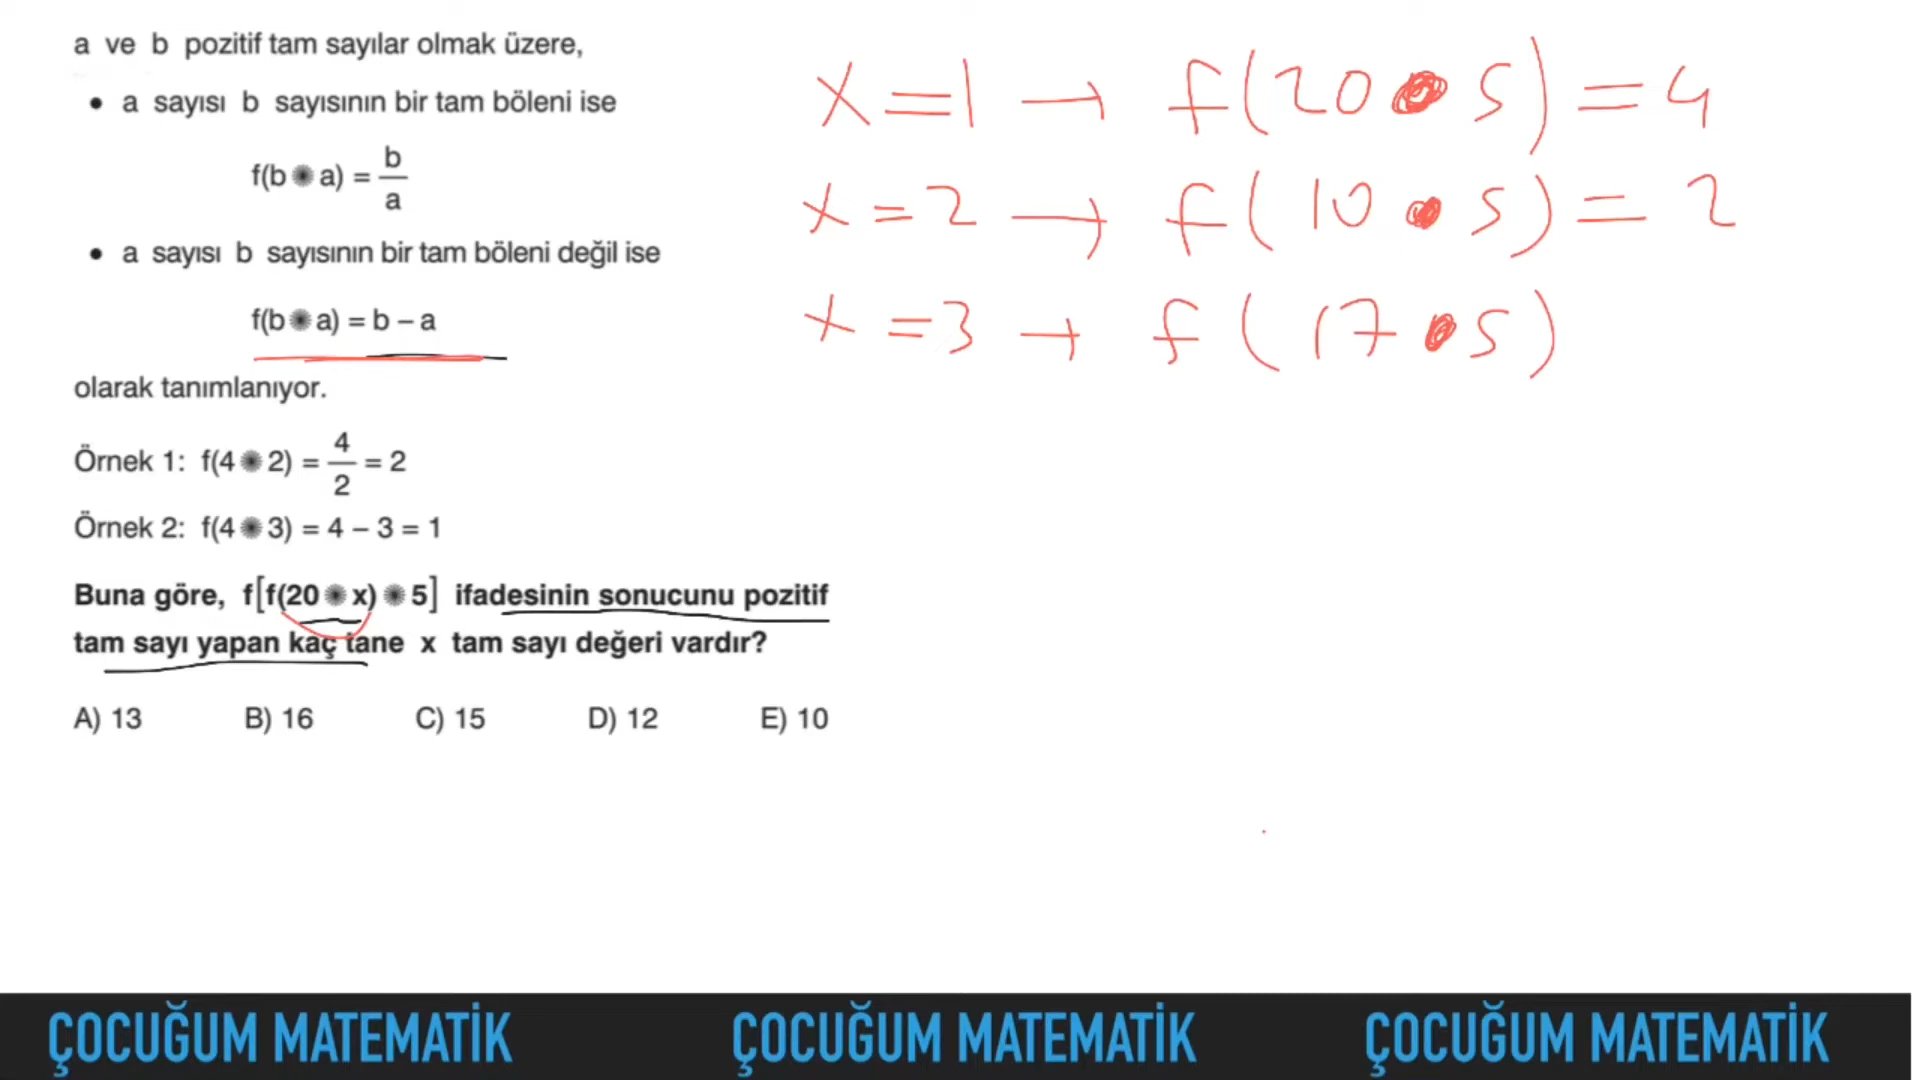 a ve b pozitif tam sayılar olmak üzere,
• a sayısı b sayısının bir tam böleni ise
f(b✺a) = b/a
• a sayısı b sayısının bir tam böleni değil ise
f(b✺a) = b – a
olarak tanımlanıyor.
Örnek 1: f(4✺2) = 4/2 = 2
Örnek 2: f(4✺3) = 4 – 3 = 1
Buna göre, f[f(20✺x)✺5] ifadesinin sonucunu pozitif
tam sayı yapan kaç tane x tam sayı değeri vardır?
A) 13 B) 16 C) 15 D) 12 E) 10
x = 1 → f(20 • 5) = 4
x = 2 → f(10 • 5) = 2
x = 3 → f(17 • 5)
ÇOCUĞUM MATEMATİK ÇOCUĞUM MATEMATİK ÇOCUĞUM MATEMATİK